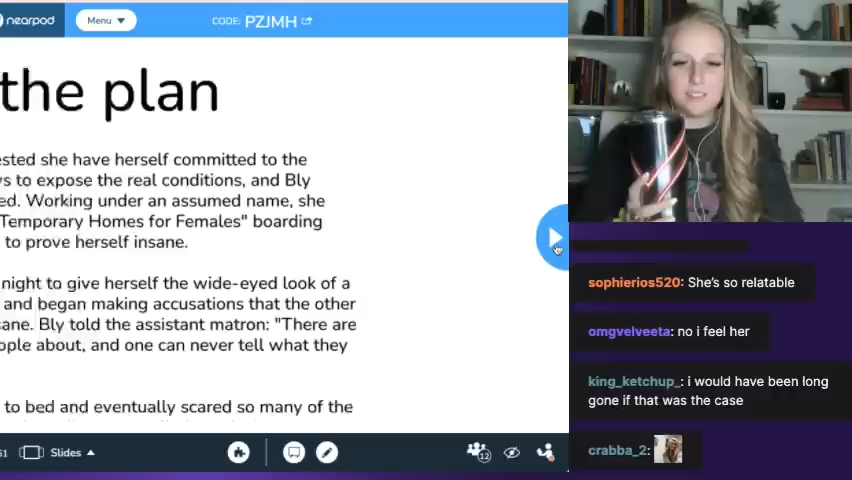 nearpod
Menu
CODE: PZJMH
the plan
ested she have herself committed to the
s to expose the real conditions, and Bly
ed. Working under an assumed name, she
"Temporary Homes for Females" boarding
to prove herself insane.
night to give herself the wide-eyed look of a
and began making accusations that the other
ane. Bly told the assistant matron: "There are
ople about, and one can never tell what they
to bed and eventually scared so many of the
51
Slides
12
sophierios520: She's so relatable
omgvelveeta: no i feel her
king_ketchup_: i would have been long
gone if that was the case
crabba_2: